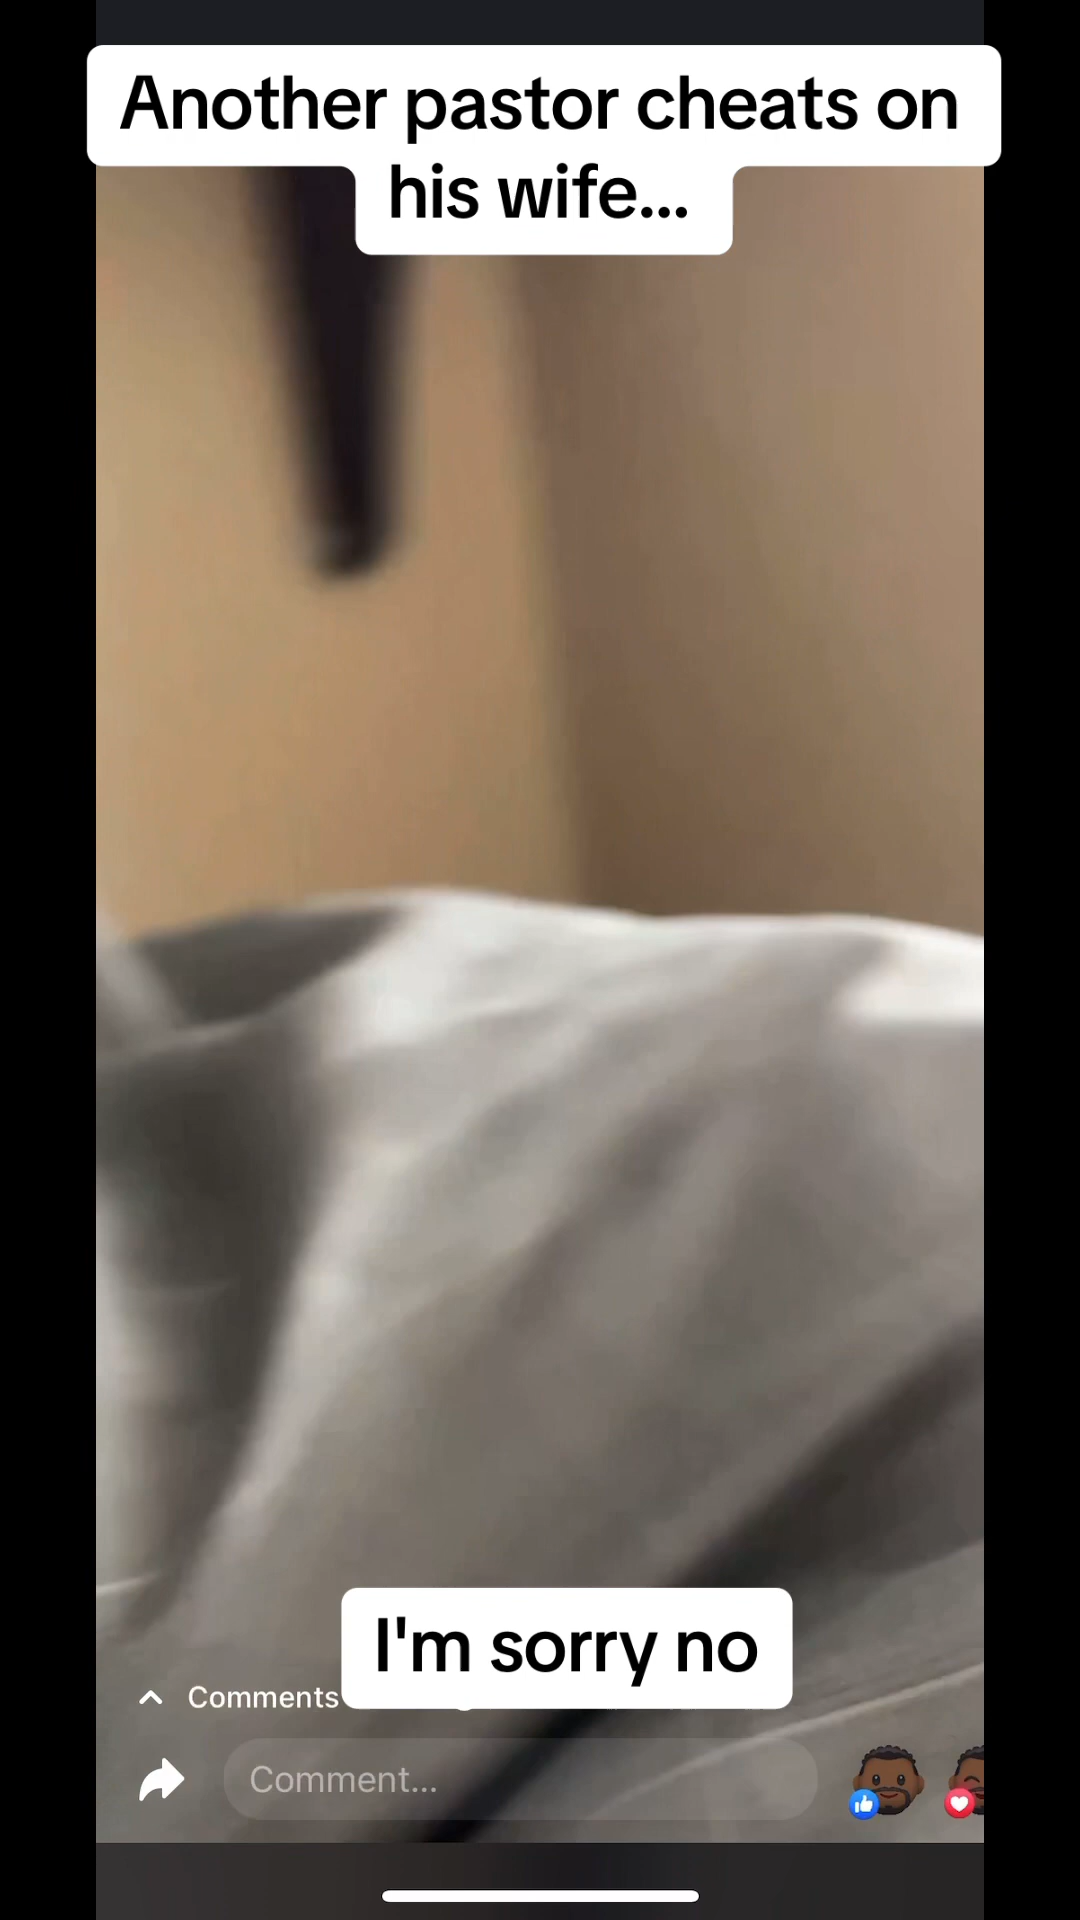 Another pastor cheats on
his wife...
I'm sorry no
Comments
Comment...